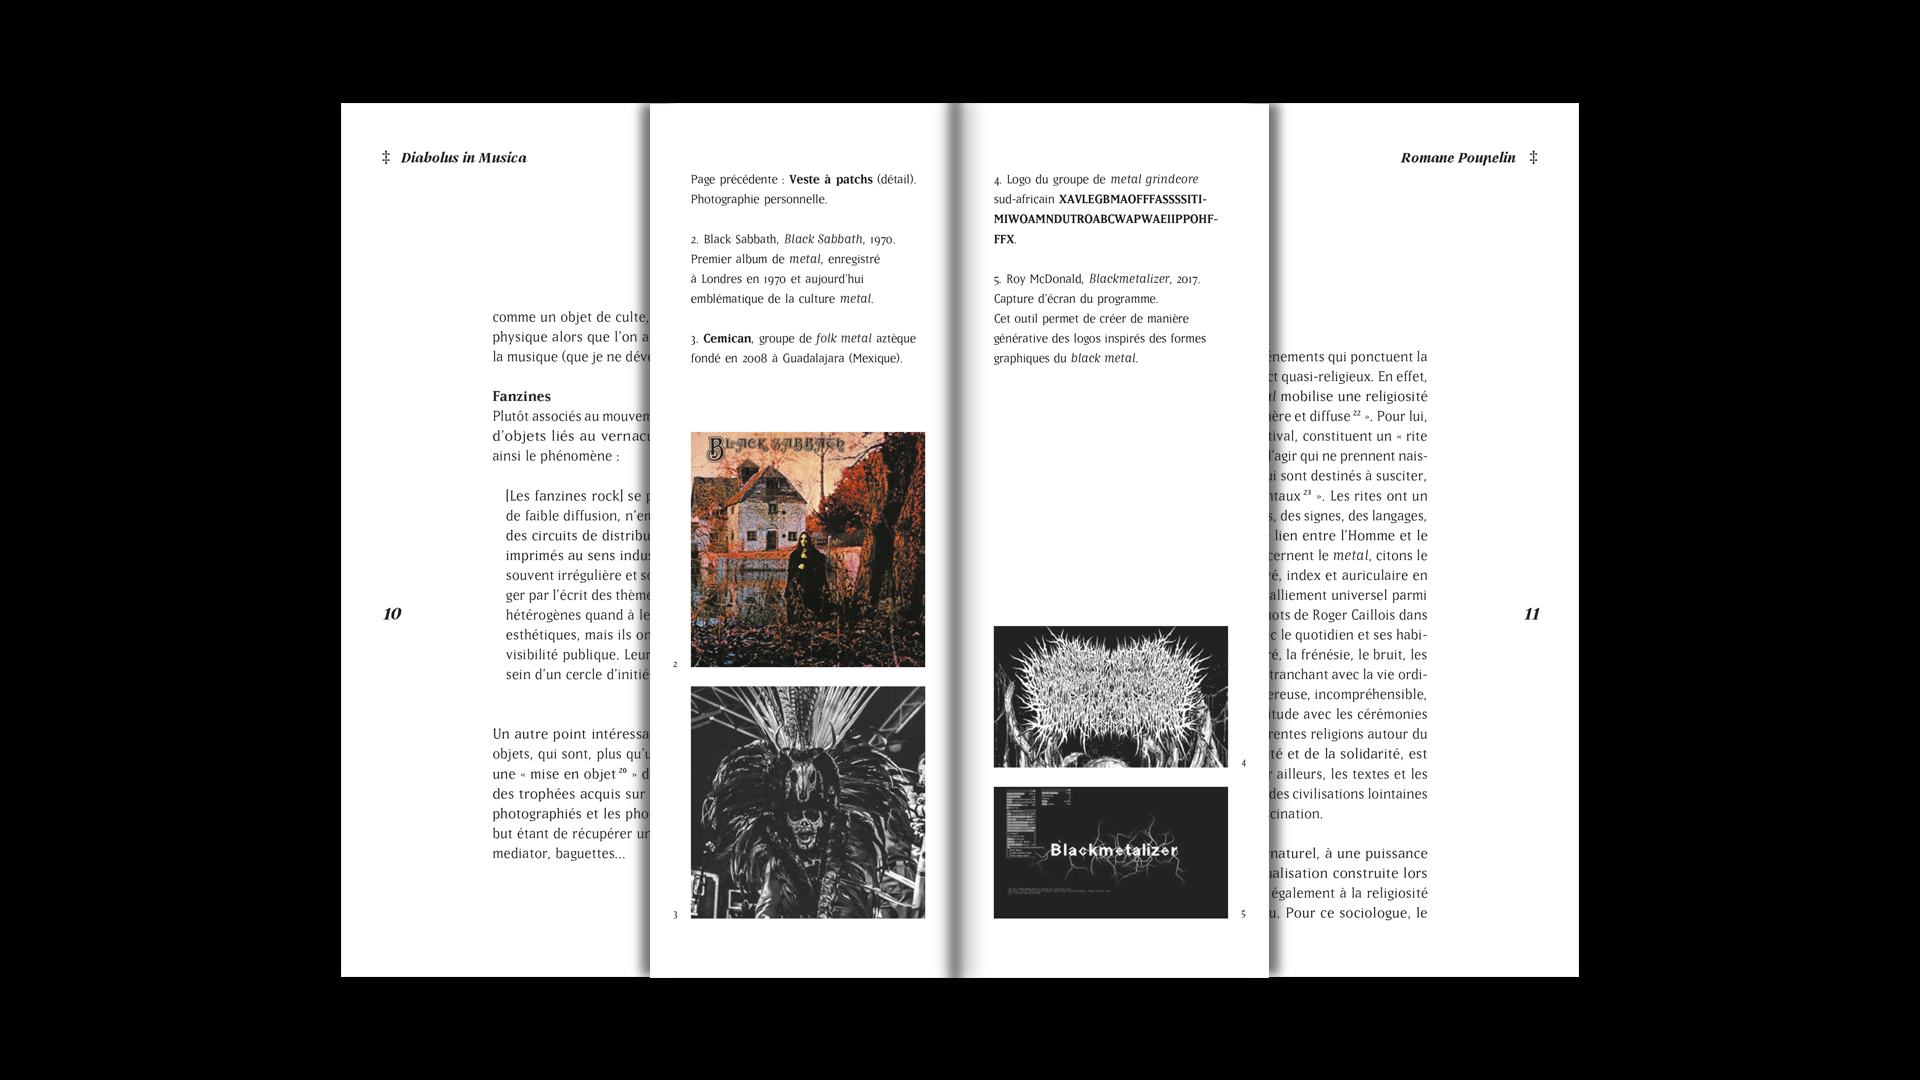 ‡ Diabolus in Musica
comme un objet de culte,
physique alors que l'on a
la musique (que je ne déve
Fanzines
Plutôt associés au mouvem
d'objets liés au vernacu
ainsi le phénomène :
[Les fanzines rock] se p
de faible diffusion, n'en
des circuits de distribu
imprimés au sens indus
souvent irrégulière et so
ger par l'écrit des thème
hétérogènes quant à le
esthétiques, mais ils on
visibilité publique. Leur
sein d'un cercle d'initié
Un autre point intéressa
objets, qui sont, plus qu'u
une « mise en objet²⁰ » d
des trophées acquis sur
photographiés et les pho
but étant de récupérer un
mediator, baguettes…
10
Page précédente : Veste à patchs (détail).
Photographie personnelle.
2. Black Sabbath, Black Sabbath, 1970.
Premier album de metal, enregistré
à Londres en 1970 et aujourd'hui
emblématique de la culture metal.
3. Cemican, groupe de folk metal aztèque
fondé en 2008 à Guadalajara (Mexique).
BLACK SABBATH
2
3
4. Logo du groupe de metal grindcore
sud-africain XAVLEGBMAOFFFASSSSITI-
MIWOAMNDUTROABCWAPWAEIIPPOHF-
FFX.
5. Roy McDonald, Blackmetalizer, 2017.
Capture d'écran du programme.
Cet outil permet de créer de manière
générative des logos inspirés des formes
graphiques du black metal.
4
Blackmetalizer
5
Romane Poupelin ‡
énements qui ponctuent la
ct quasi-religieux. En effet,
al mobilise une religiosité
ière et diffuse²² ». Pour lui,
tival, constituent un « rite
d'agir qui ne prennent nais-
ui sont destinés à susciter,
ntaux²³ ». Les rites ont un
s, des signes, des langages,
lien entre l'Homme et le
cernent le metal, citons le
vé, index et auriculaire en
alliement universel parmi
nots de Roger Caillois dans
ec le quotidien et ses habi-
ré, la frénésie, le bruit, les
tranchant avec la vie ordi-
ereuse, incompréhensible,
itude avec les cérémonies
rentes religions autour du
té et de la solidarité, est
r ailleurs, les textes et les
des civilisations lointaines
cination.
naturel, à une puissance
ualisation construite lors
également à la religiosité
u. Pour ce sociologue, le
11